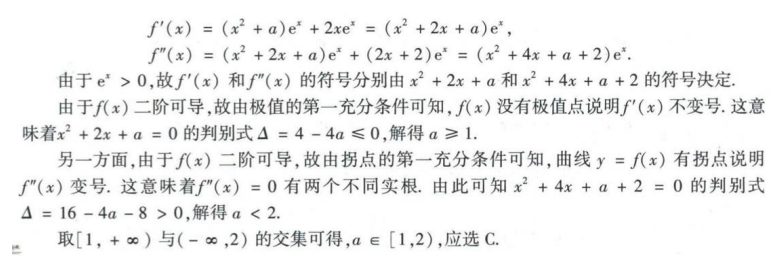 f′(x) = (x² + a)eˣ + 2xeˣ = (x² + 2x + a)eˣ,
f″(x) = (x² + 2x + a)eˣ + (2x + 2)eˣ = (x² + 4x + a + 2)eˣ.
由于 eˣ > 0,故f′(x) 和f″(x) 的符号分别由 x² + 2x + a 和 x² + 4x + a + 2 的符号决定.
由于f(x) 二阶可导,故由极值的第一充分条件可知, f(x) 没有极值点说明f′(x) 不变号. 这意
味着x² + 2x + a = 0 的判别式 Δ = 4 - 4a ≤ 0,解得 a ≥ 1.
另一方面,由于 f(x) 二阶可导,故由拐点的第一充分条件可知,曲线 y = f(x) 有拐点说明
f″(x) 变号. 这意味着f″(x) = 0 有两个不同实根. 由此可知 x² + 4x + a + 2 = 0 的判别式
Δ = 16 - 4a - 8 > 0,解得 a < 2.
取[1, + ∞) 与(- ∞,2) 的交集可得,a ∈ [1,2),应选 C.